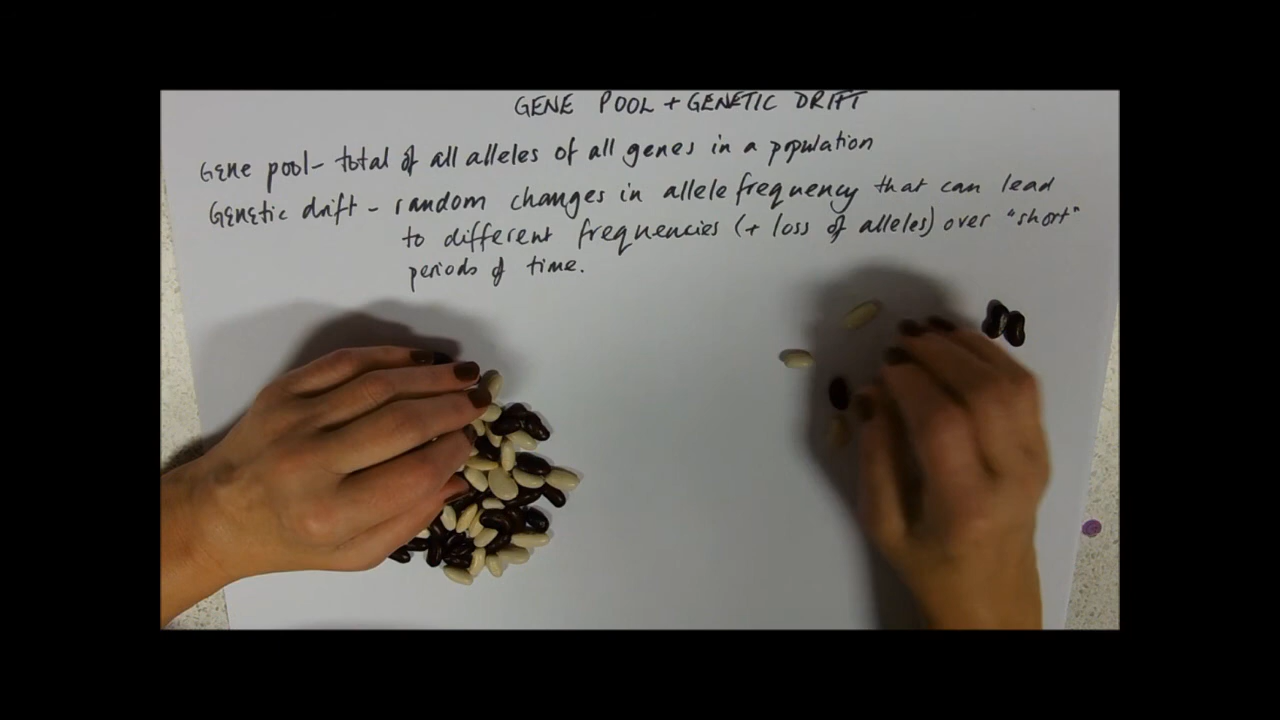 GENE POOL + GENETIC DRIFT
Gene pool - total of all alleles of all genes in a population
Genetic drift - random changes in allele frequency that can lead
to different frequencies (+ loss of alleles) over "short"
periods of time.